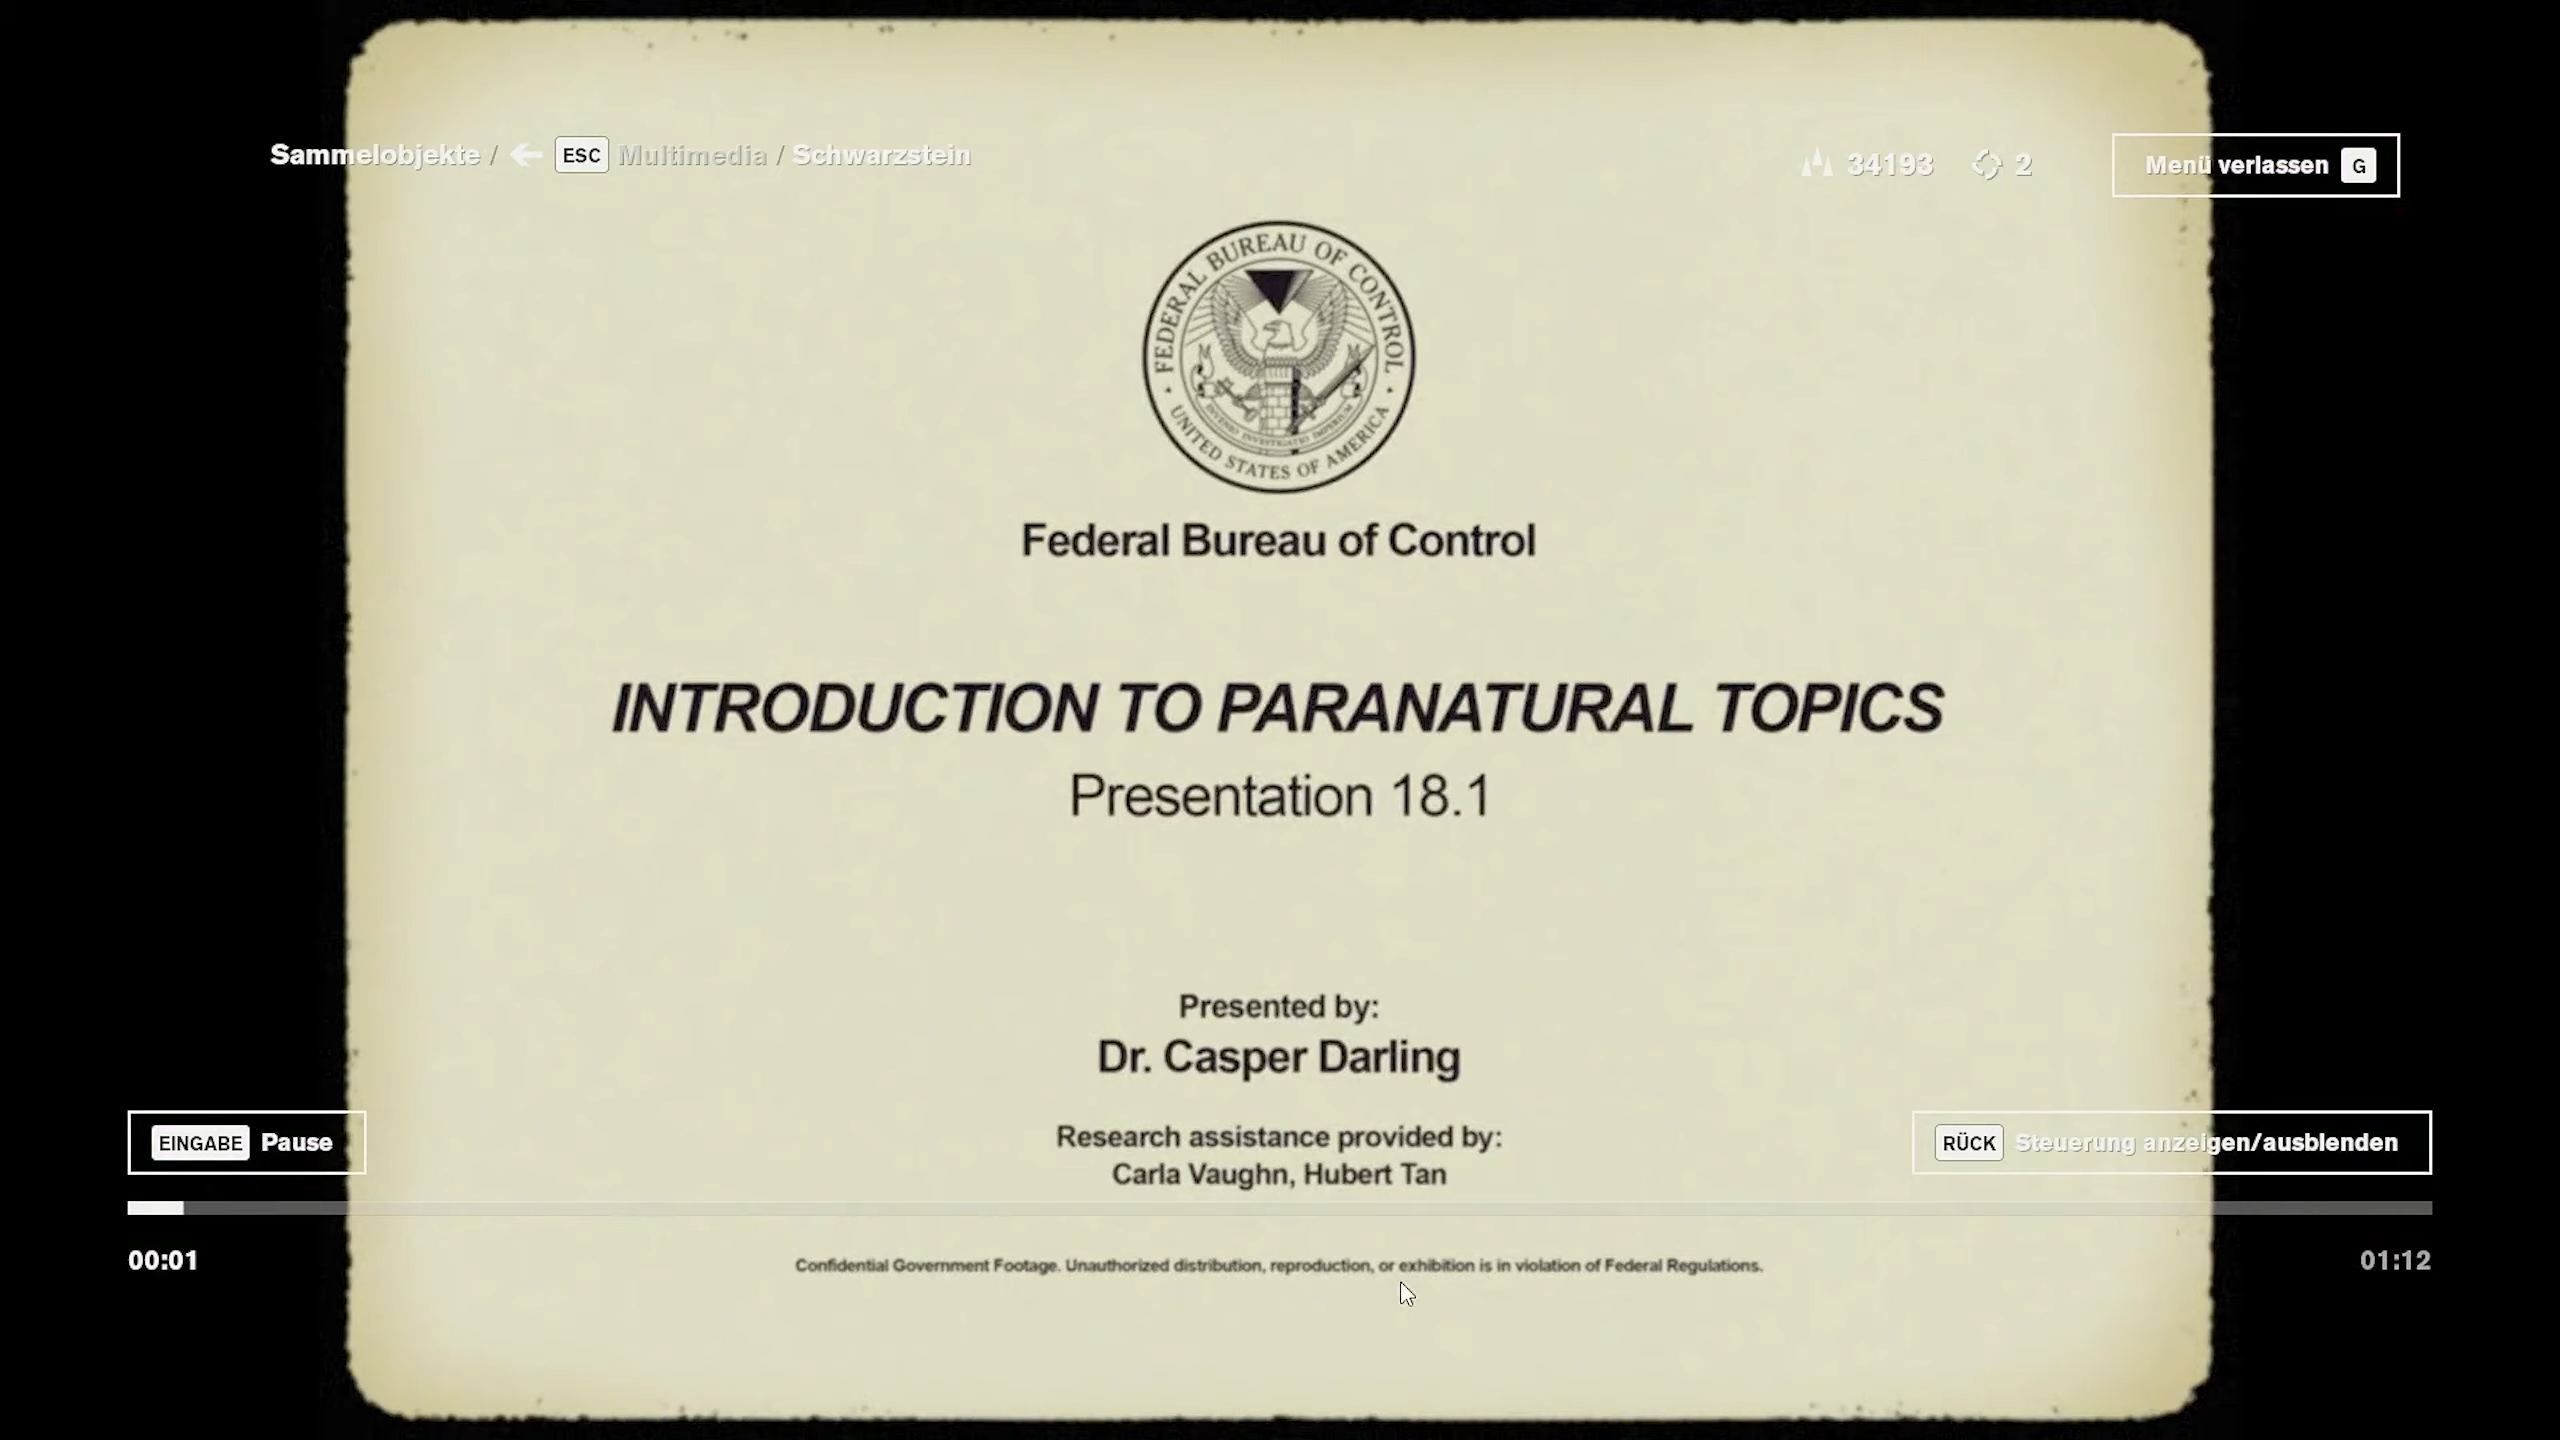 Sammelobjekte / ESC Multimedia / Schwarzstein
34193 2
Menü verlassen G
FEDERAL BUREAU OF CONTROL
UNITED STATES OF AMERICA
Federal Bureau of Control
INTRODUCTION TO PARANATURAL TOPICS
Presentation 18.1
Presented by:
Dr. Casper Darling
EINGABE Pause
RÜCK Steuerung anzeigen/ausblenden
Research assistance provided by:
Carla Vaughn, Hubert Tan
00:01
01:12
Confidential Government Footage. Unauthorized distribution, reproduction, or exhibition is in violation of Federal Regulations.